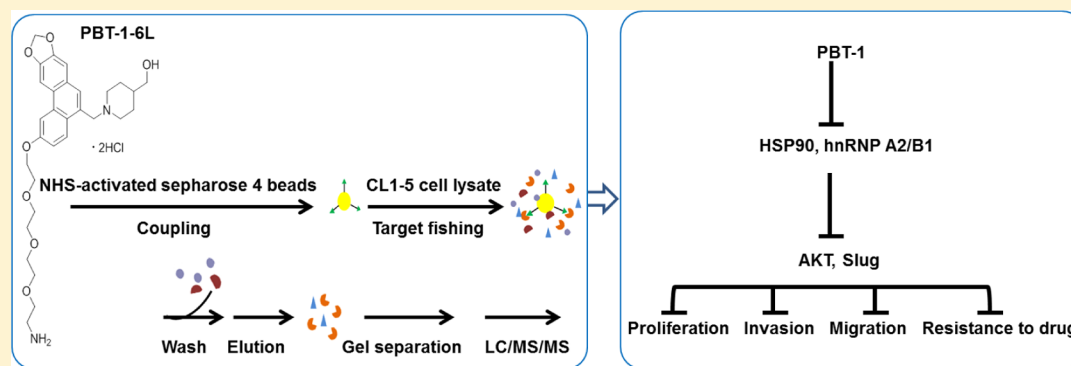 PBT-1-6L
O
O
OH
N
· 2HCl
O
O
O
O
NH2
NHS-activated sepharose 4 beads
Coupling
CL1-5 cell lysate
Target fishing
Wash
Elution
Gel separation
LC/MS/MS
PBT-1
HSP90, hnRNP A2/B1
AKT, Slug
Proliferation
Invasion
Migration
Resistance to drug